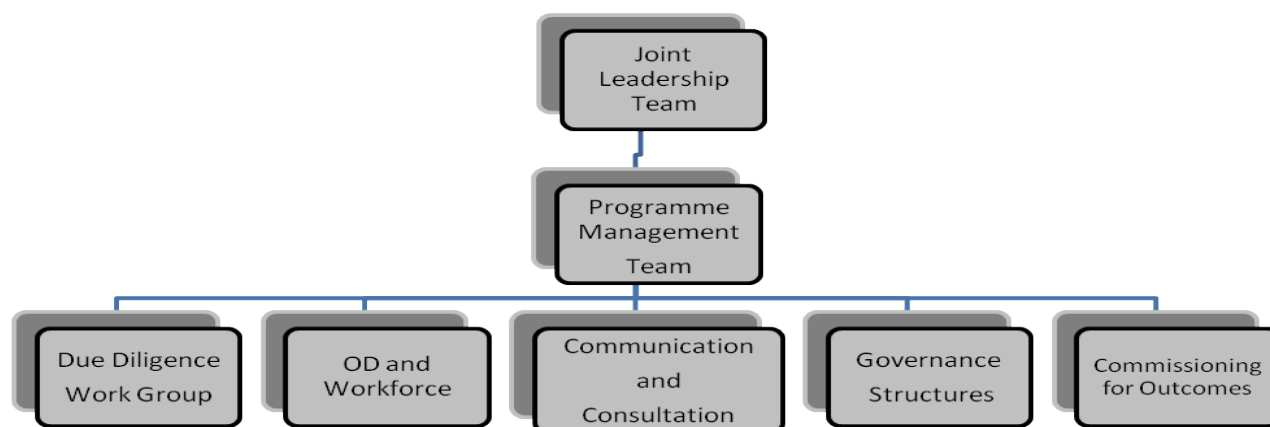 Joint
Leadership
Team
Programme
Management
Team
Due Diligence
Work Group
OD and
Workforce
Communication
and
Consultation
Governance
Structures
Commissioning
for Outcomes